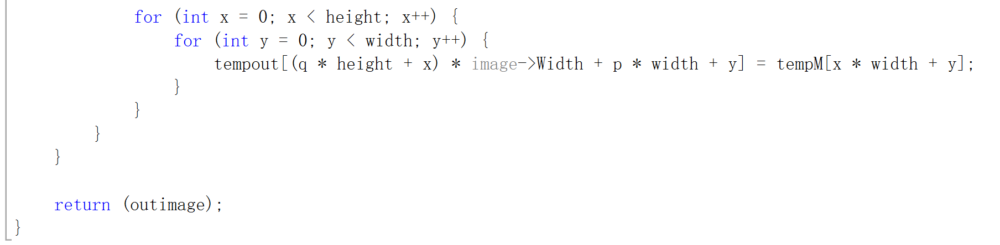 for (int x = 0; x < height; x++) {
for (int y = 0; y < width; y++) {
tempout[(q * height + x) * image->Width + p * width + y] = tempM[x * width + y];
}
}
}
}
return (outimage);
}